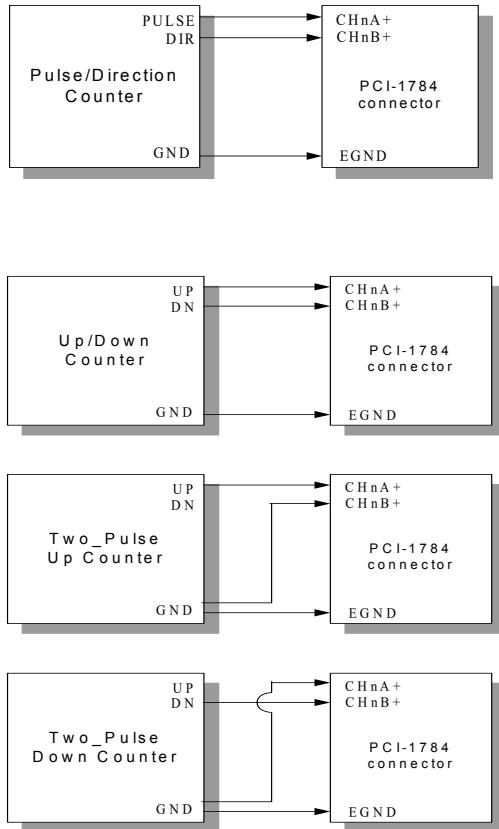 PULSE
DIR
Pulse/Direction
Counter
GND
CHnA+
CHnB+
PCI-1784
connector
EGND
UP
DN
Up/Down
Counter
GND
CHnA+
CHnB+
PCI-1784
connector
EGND
UP
DN
Two_Pulse
Up Counter
GND
CHnA+
CHnB+
PCI-1784
connector
EGND
UP
DN
Two_Pulse
Down Counter
GND
CHnA+
CHnB+
PCI-1784
connector
EGND